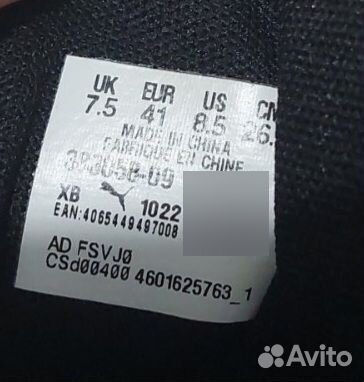 UK EUR US CM
7.5 41 8.5 26.
MADE IN CHINA
FABRIQUE EN CHINE
XB 1022
EAN:4065449497008
AD FSVJ0
CSd00400 4601625763_1
Avito